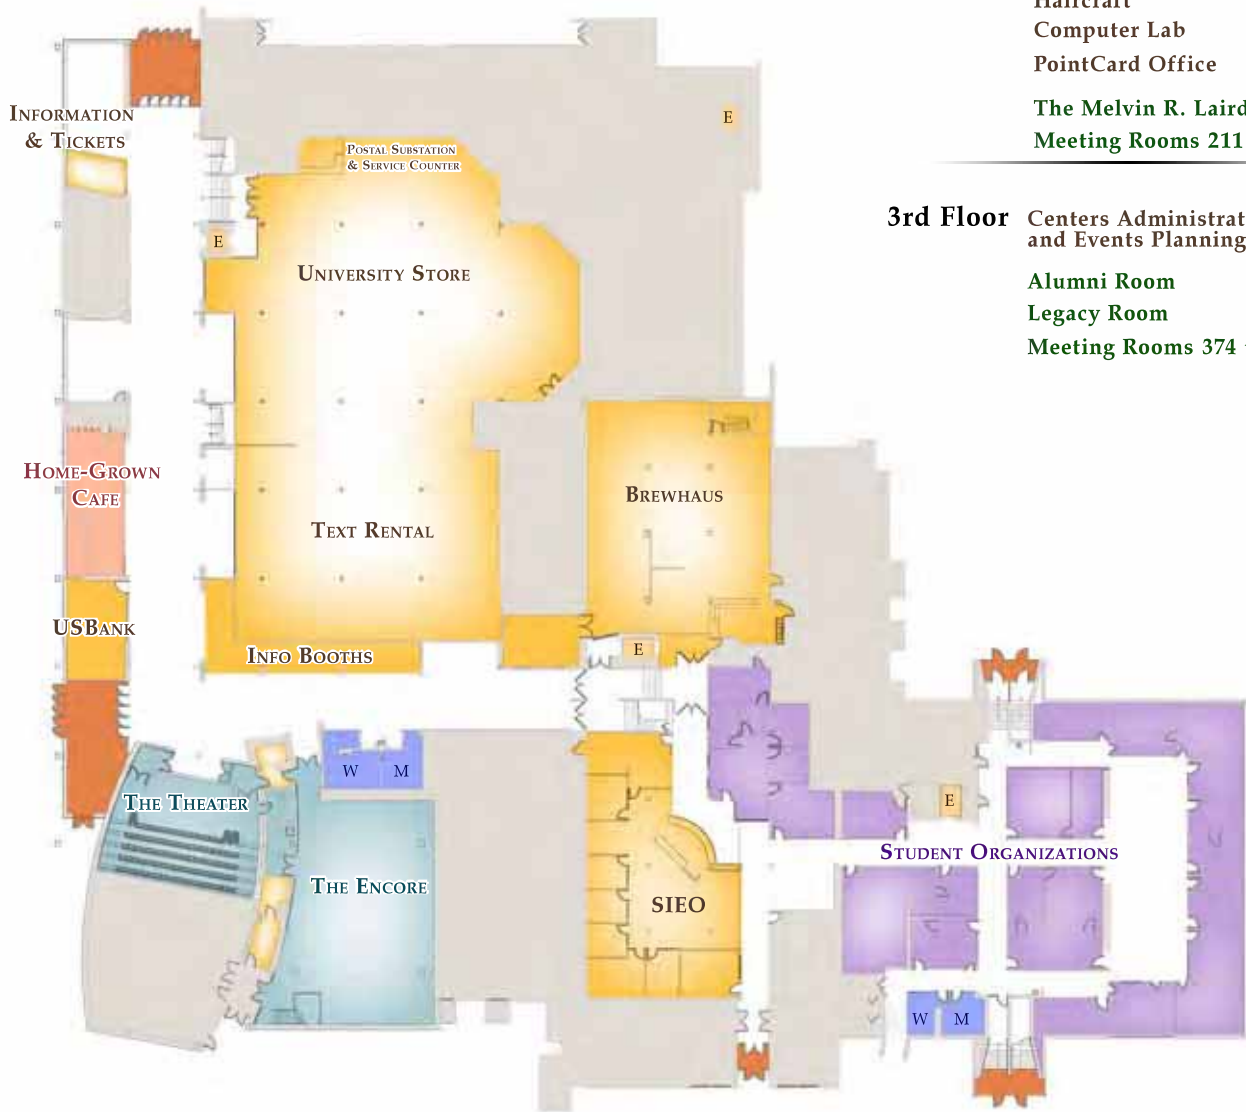 Haircraft
Computer Lab
PointCard Office
The Melvin R. Laird
Meeting Rooms 211
3rd Floor
Centers Administrat
and Events Planning
Alumni Room
Legacy Room
Meeting Rooms 374
Information
& Tickets
Postal Substation
& Service Counter
E
E
University Store
Home-Grown
Cafe
Text Rental
Brewhaus
USBank
Info Booths
E
W
M
The Theater
The Encore
SIEO
E
Student Organizations
W
M